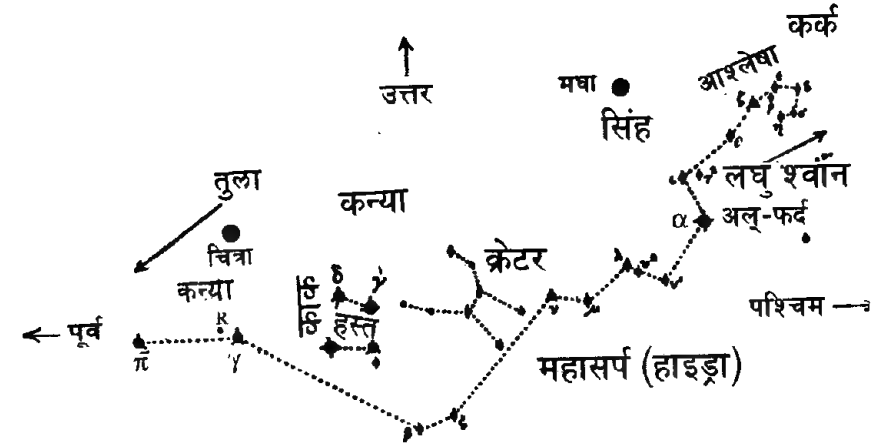 कर्क
आश्लेषा
उत्तर
मघा
सिंह
लघु श्वॉन
तुला
कन्या
α अल्-फर्द
चित्रा
क्रेटर
कन्या
δ γ
काक
हस्त
पश्चिम
पूर्व
R
π γ
महासर्प (हाइड्रा)